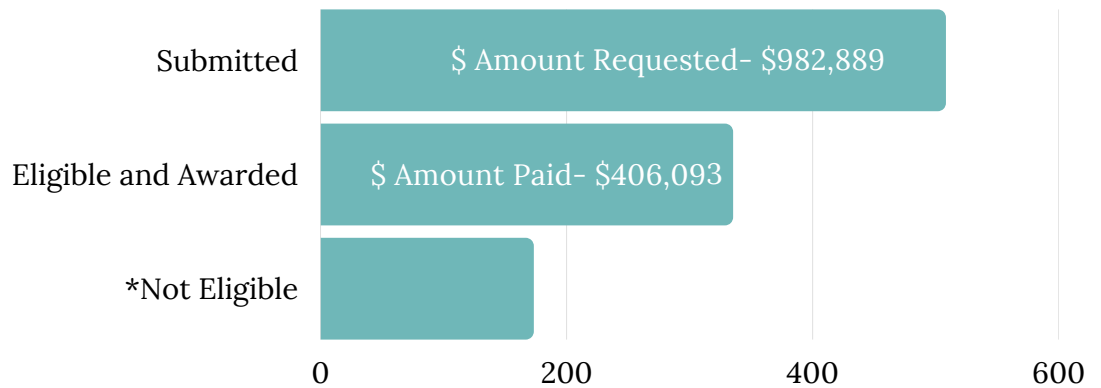 Submitted
$ Amount Requested- $982,889
Eligible and Awarded
$ Amount Paid- $406,093
*Not Eligible
0 200 400 600